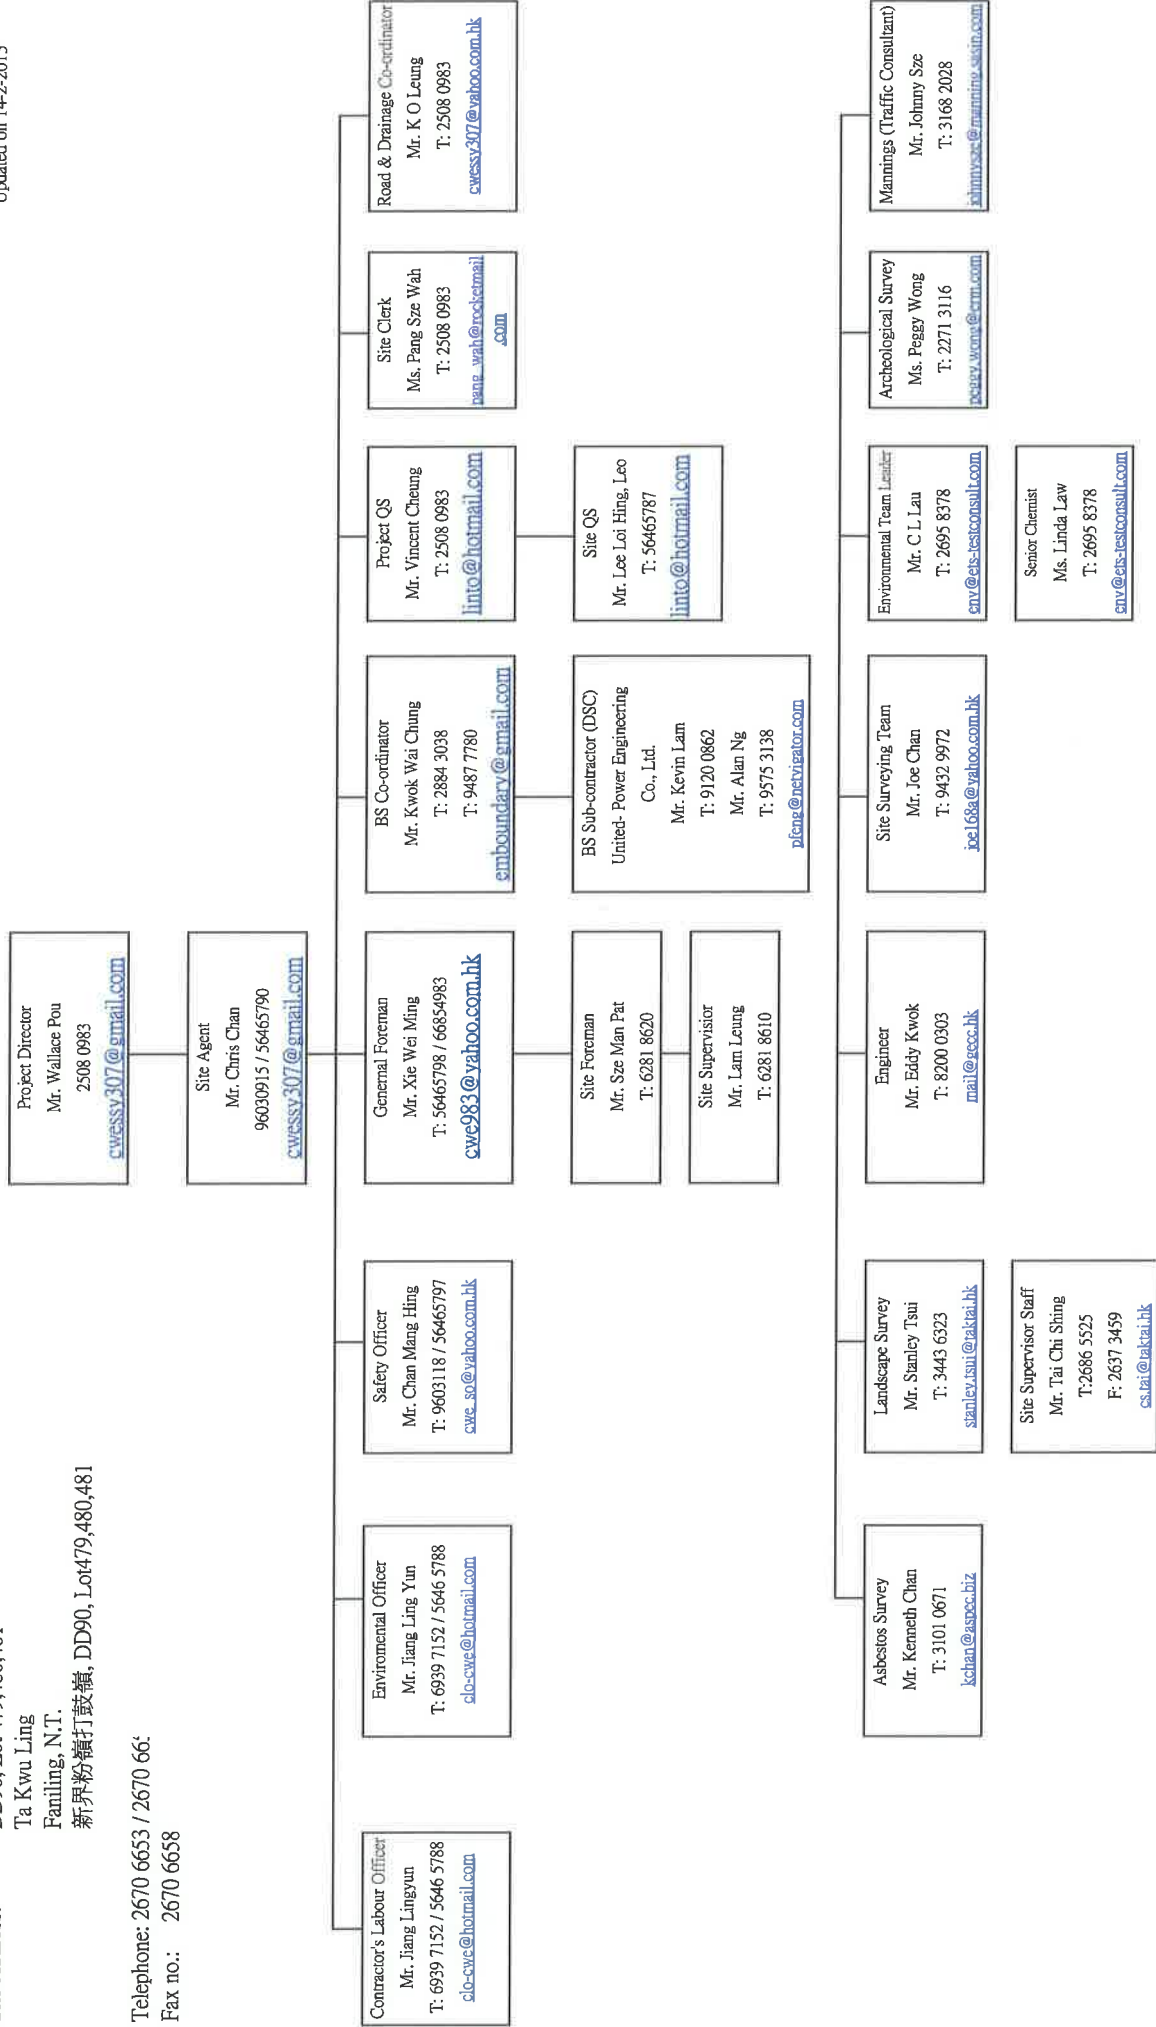 Updated on 14-2-2015
Ta Kwu Ling
Faniling, N.T.
新界粉嶺打鼓嶺, DD90, Lot479,480,481
Telephone: 2670 6653 / 2670
Fax no.: 2670 6658
Project Director
Mr. Wallace Pou
2508 0983
cwessy307@gmail.com
Site Agent
Mr. Chris Chan
96030915 / 56465790
cwessy307@gmail.com
Contractor's Labour Officer
Mr. Jiang Lingyun
T: 6939 7152 / 5646 5788
clo-cwe@hotmail.com
Enviromental Officer
Mr. Jiang Ling Yun
T: 6939 7152 / 5646 5788
clo-cwe@hotmail.com
Safety Officer
Mr. Chan Mang Hing
T: 9603118 / 56465797
cwe_so@yahoo.com.hk
Genernal Foreman
Mr. Xie Wei Ming
T: 56465798 / 66854983
cwe983@yahoo.com.hk
BS Co-ordinator
Mr. Kwok Wai Chung
T: 2884 3038
T: 9487 7780
emboundary@gmail.com
Project QS
Mr. Vincent Cheung
T: 2508 0983
linto@hotmail.com
Site Clerk
Ms. Pang Sze Wah
T: 2508 0983
pang_wah@rocketmail
.com
Road & Drainage Co-ordinator
Mr. K O Leung
T: 2508 0983
cwessy307@yahoo.com.hk
Site Foreman
Mr. Sze Man Pat
T: 6281 8620
Site Supervisior
Mr. Lam Leung
T: 6281 8610
BS Sub-contractor (DSC)
United- Power Engineering
Co., Ltd.
Mr. Kevin Lam
T: 9120 0862
Mr. Alan Ng
T: 9575 3138
pfeng@netvigator.com
Site QS
Mr. Lee Loi Hing, Leo
T: 56465787
linto@hotmail.com
Asbestos Survey
Mr. Kenneth Chan
T: 3101 0671
kchan@aspec.biz
Landscape Survey
Mr. Stanley Tsui
T: 3443 6323
stanley.tsui@taktai.hk
Engineer
Mr. Eddy Kwok
T: 8200 0303
mail@gecc.hk
Site Surveying Team
Mr. Joe Chan
T: 9432 9972
joe168a@yahoo.com.hk
Environmental Team Leader
Mr. C L Lau
T: 2695 8378
env@ets-testconsult.com
Archeological Survey
Ms. Peggy Wong
T: 2271 3116
peggy.wong@erm.com
Mannings (Traffic Consultant)
Mr. Johnny Sze
T: 3168 2028
Site Supervisor Staff
Mr. Tai Chi Shing
T:2686 5525
F: 2637 3459
cs.tai@taktai.hk
Senior Chemist
Ms. Linda Law
T: 2695 8378
env@ets-testconsult.com